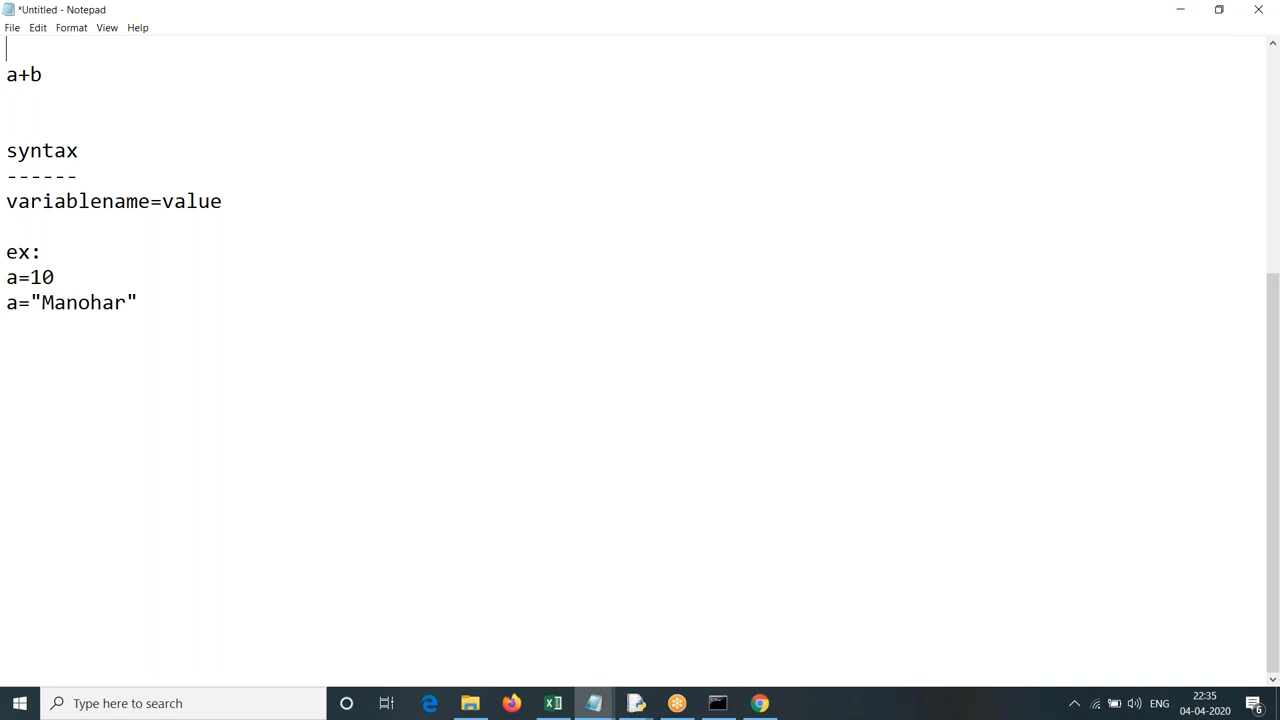 *Untitled - Notepad
File Edit Format View Help
a+b
syntax
------
variablename=value
ex:
a=10
a="Manohar"
Type here to search
ENG
22:35
04-04-2020
6